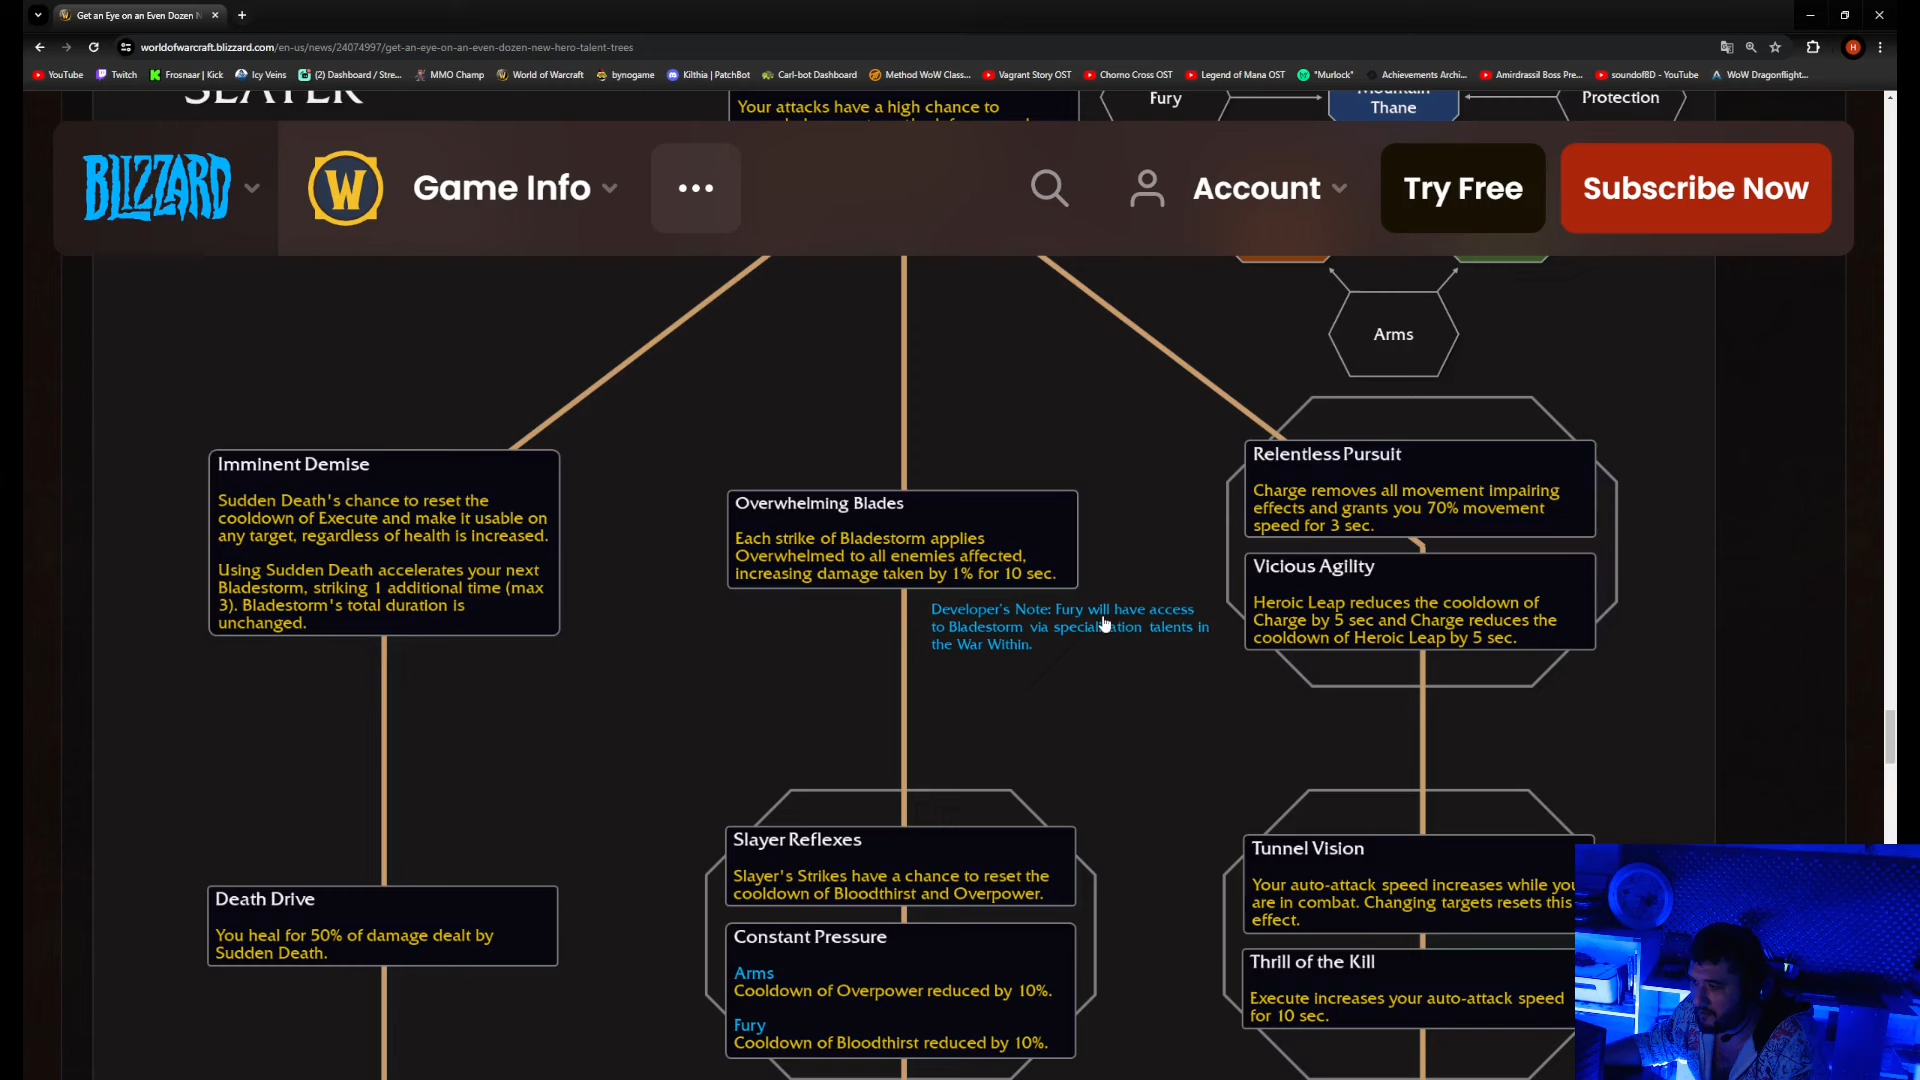 Get an Eye on an Even Dozen N
worldofwarcraft.blizzard.com/en-us/news/24074997/get-an-eye-on-an-even-dozen-new-hero-talent-trees
H
YouTube
Twitch
Frosnaar | Kick
Icy Veins
(2) Dashboard / Stre...
MMO Champ
World of Warcraft
bynogame
Kilthia | PatchBot
Carl-bot Dashboard
Method WoW Class...
Vagrant Story OST
Chorno Cross OST
Legend of Mana OST
"Murlock"
Achievements Archi...
Amirdrassil Boss Pre...
soundof8D - YouTube
WoW Dragonflight...
SLAYER
Your attacks have a high chance to
Fury
Mountain
Thane
Protection
BLIZZARD
W
Game Info
Account
Try Free
Subscribe Now
Arms
Imminent Demise
Sudden Death's chance to reset the
cooldown of Execute and make it usable on
any target, regardless of health is increased.
Using Sudden Death accelerates your next
Bladestorm, striking 1 additional time (max
3). Bladestorm's total duration is
unchanged.
Overwhelming Blades
Each strike of Bladestorm applies
Overwhelmed to all enemies affected,
increasing damage taken by 1% for 10 sec.
Developer's Note: Fury will have access
to Bladestorm via specialization talents in
the War Within.
Relentless Pursuit
Charge removes all movement impairing
effects and grants you 70% movement
speed for 3 sec.
Vicious Agility
Heroic Leap reduces the cooldown of
Charge by 5 sec and Charge reduces the
cooldown of Heroic Leap by 5 sec.
Death Drive
You heal for 50% of damage dealt by
Sudden Death.
Slayer Reflexes
Slayer's Strikes have a chance to reset the
cooldown of Bloodthirst and Overpower.
Constant Pressure
Arms
Cooldown of Overpower reduced by 10%.
Fury
Cooldown of Bloodthirst reduced by 10%.
Tunnel Vision
Your auto-attack speed increases while you
are in combat. Changing targets resets this
effect.
Thrill of the Kill
Execute increases your auto-attack speed
for 10 sec.